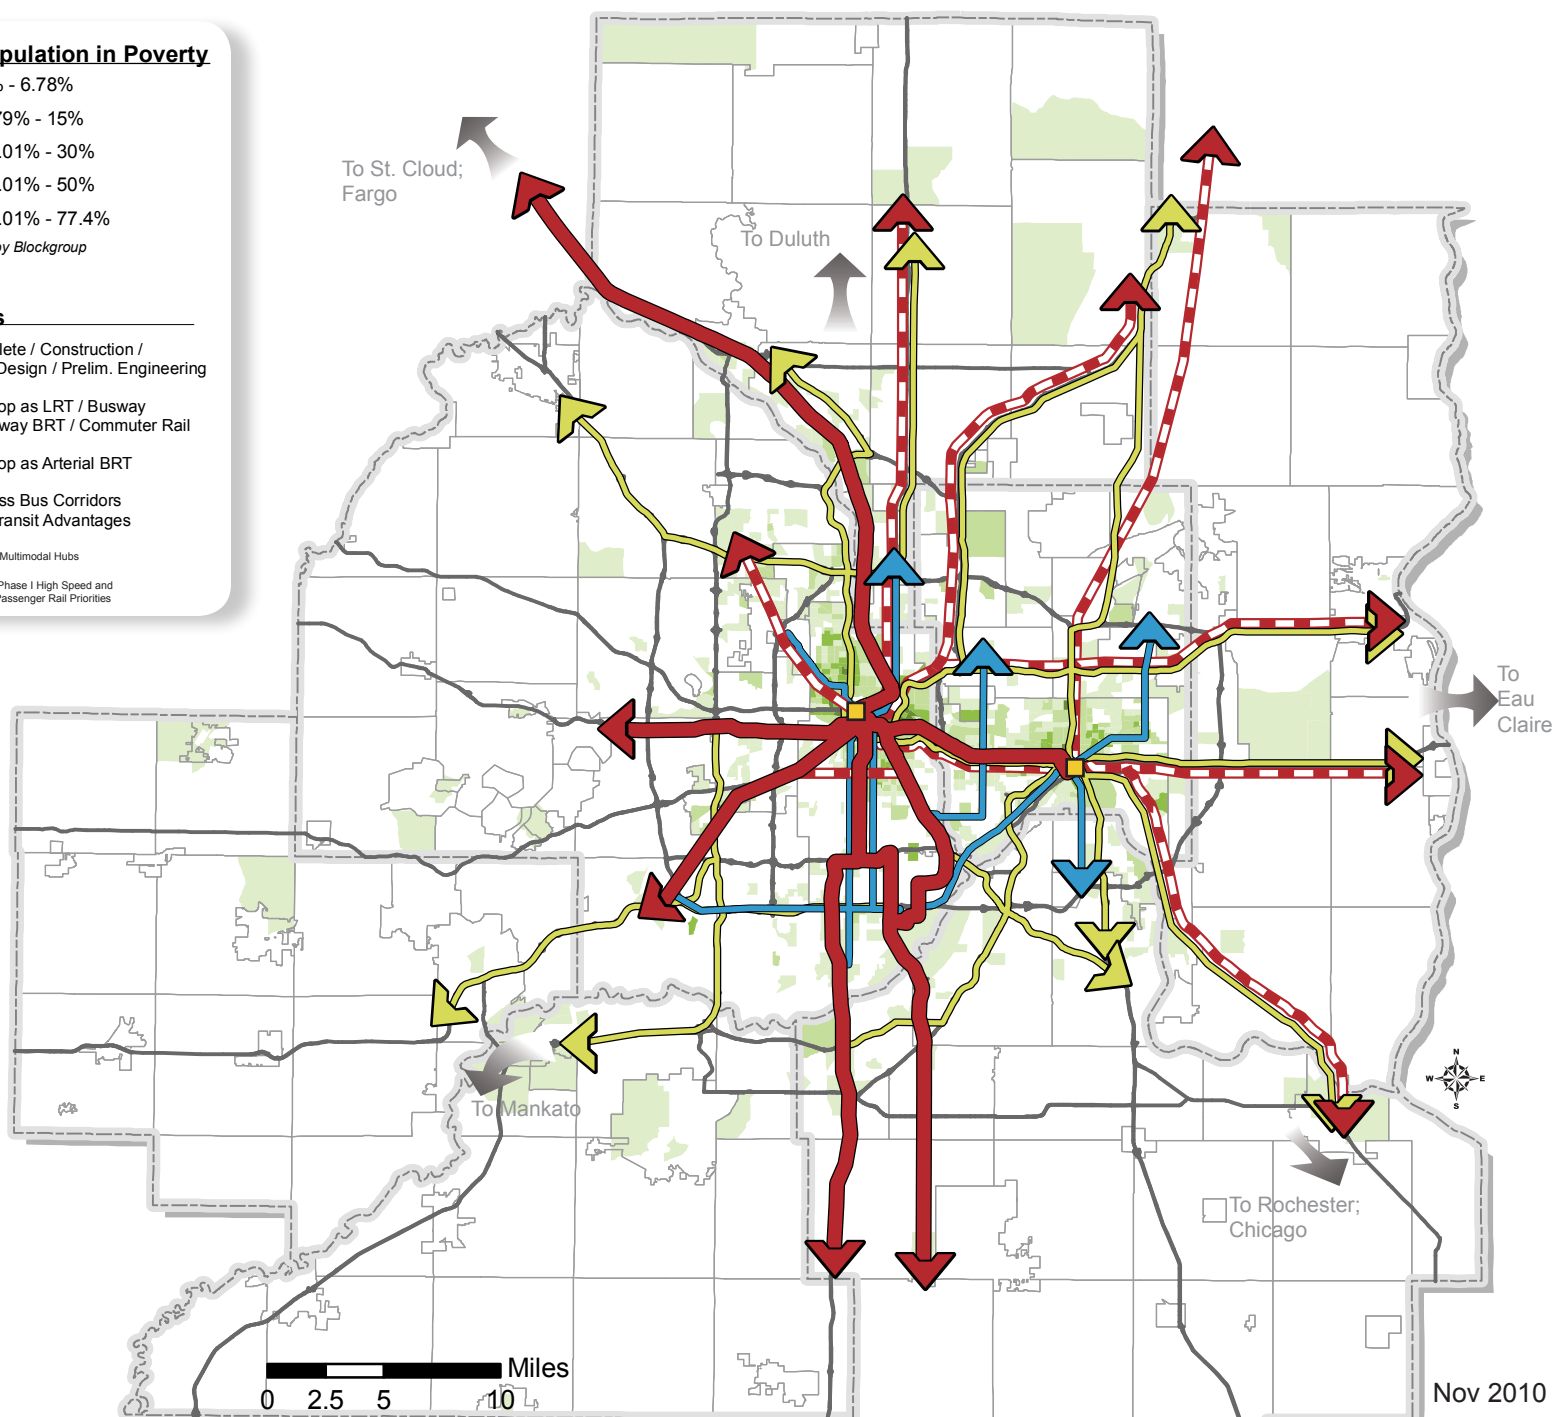 pulation in Poverty
% - 6.78%
79% - 15%
.01% - 30%
.01% - 50%
.01% - 77.4%
by Blockgroup
s
lete / Construction /
Design / Prelim. Engineering
op as LRT / Busway
way BRT / Commuter Rail
op as Arterial BRT
ss Bus Corridors
ransit Advantages
Multimodal Hubs
Phase I High Speed and
Passenger Rail Priorities
To St. Cloud;
Fargo
To Duluth
To
Eau
Claire
To Mankato
To Rochester;
Chicago
N
W E
S
Miles
0 2.5 5 10
Nov 2010